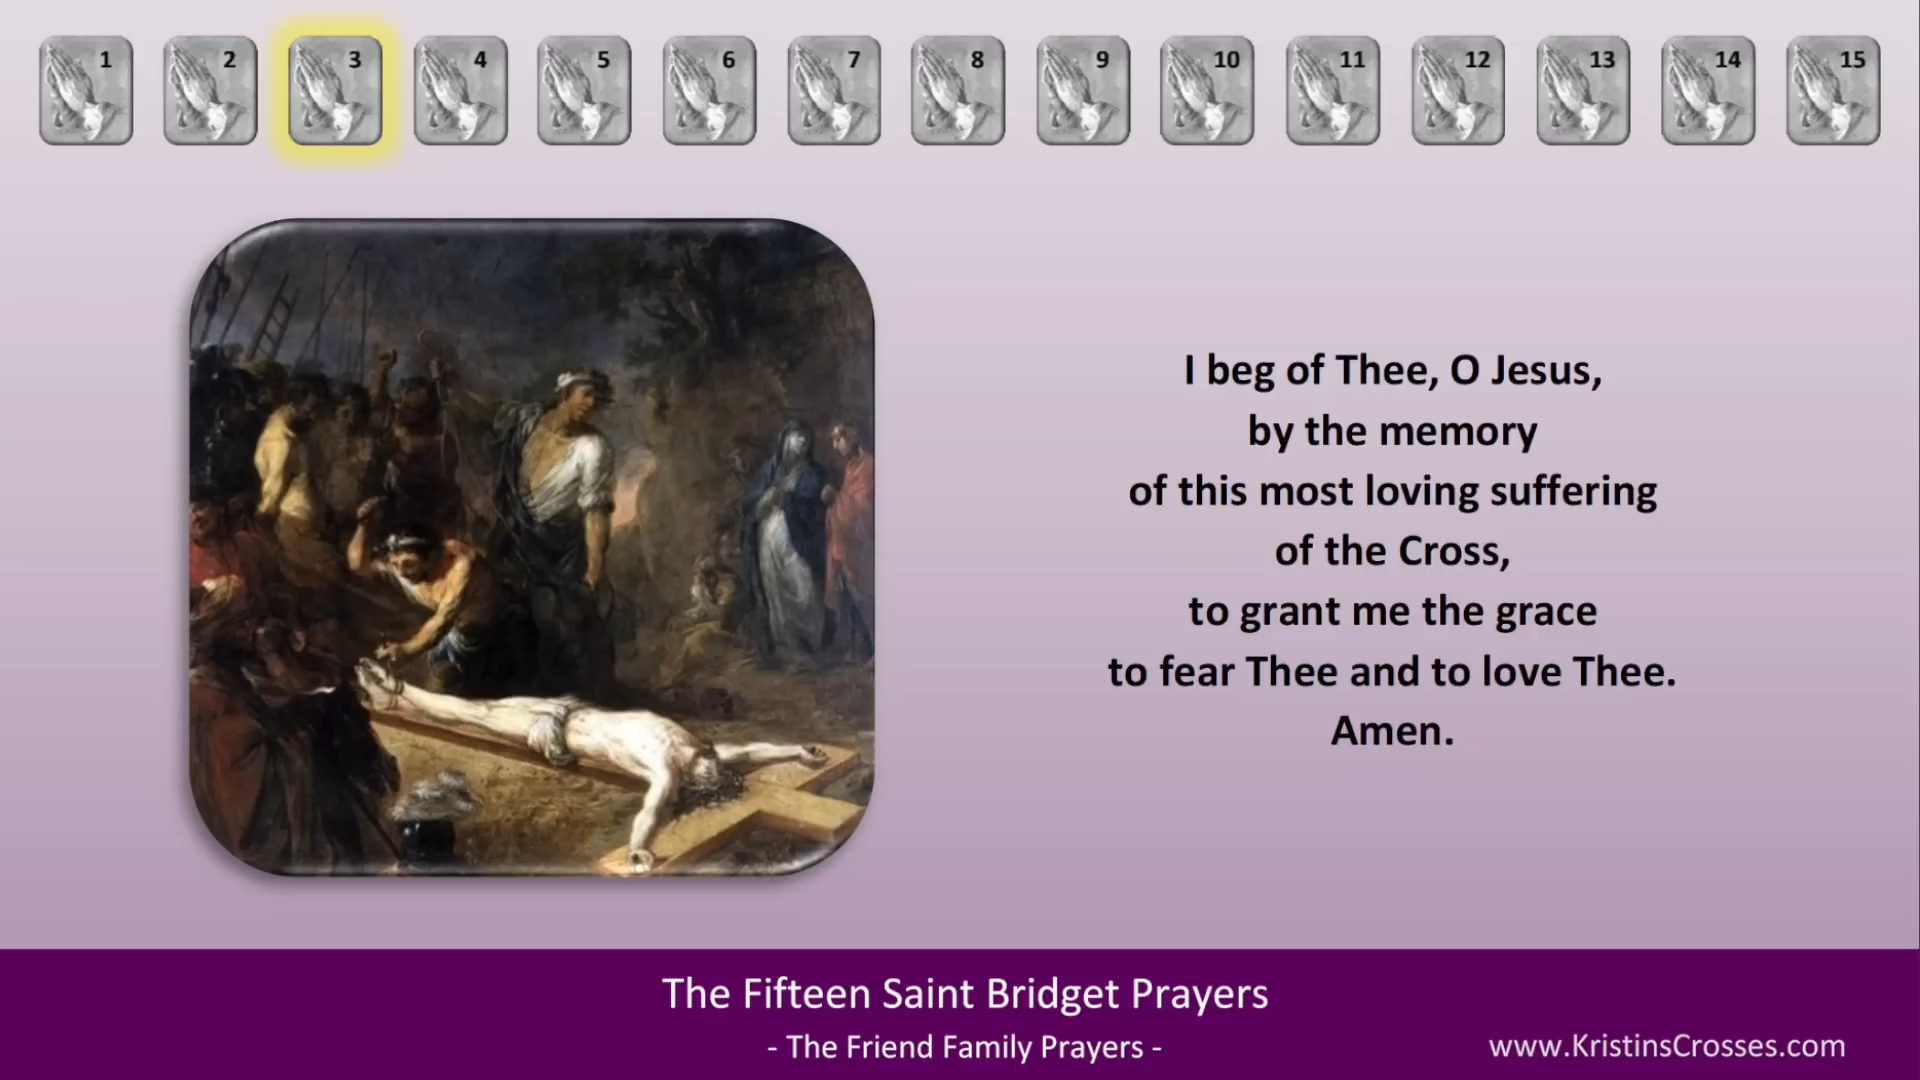 1 2 3 4 5 6 7 8 9 10 11 12 13 14 15
I beg of Thee, O Jesus,
by the memory
of this most loving suffering
of the Cross,
to grant me the grace
to fear Thee and to love Thee.
Amen.
The Fifteen Saint Bridget Prayers
- The Friend Family Prayers -
www.KristinsCrosses.com